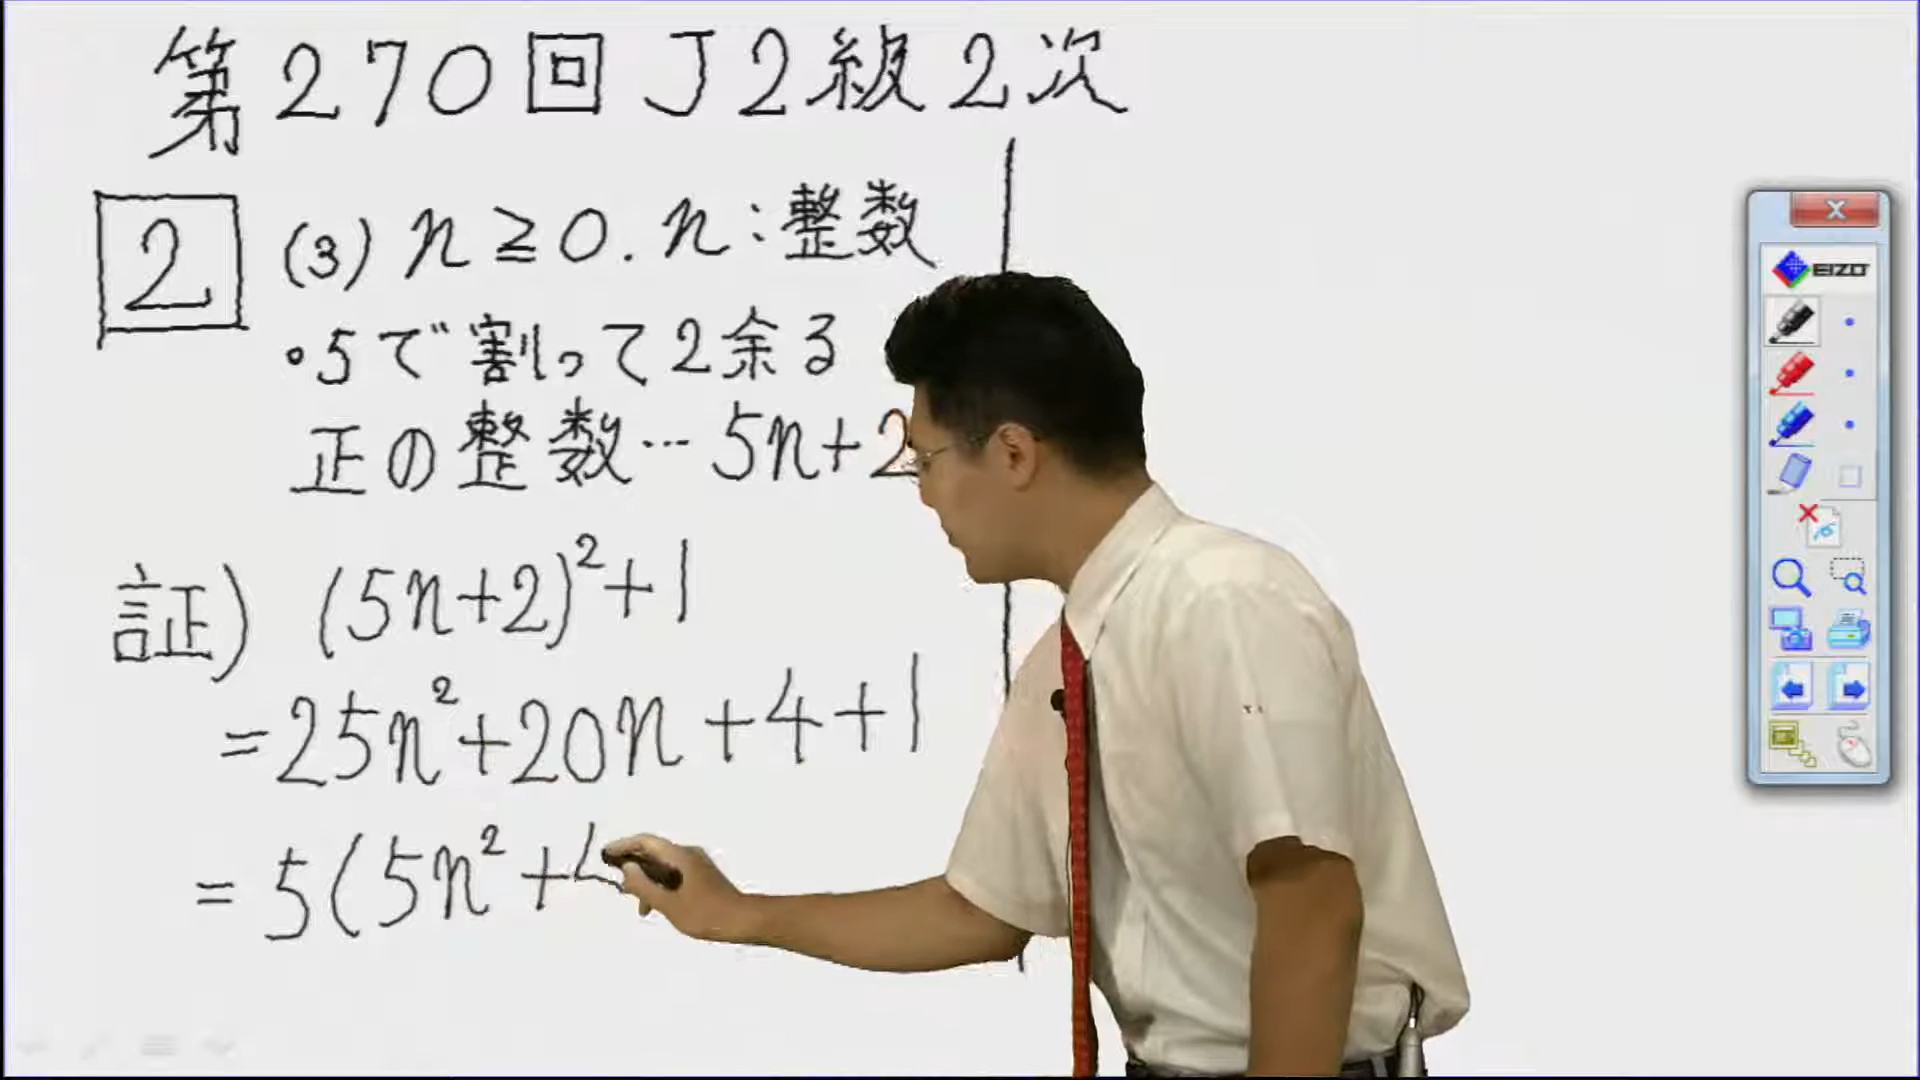 第270回 J2級2次
2 (3) n≧0. n:整数
•5で割って2余る
正の整数…5n+2
証) (5n+2)²+1
=25n²+20n+4+1
=5(5n²+4
EIZO